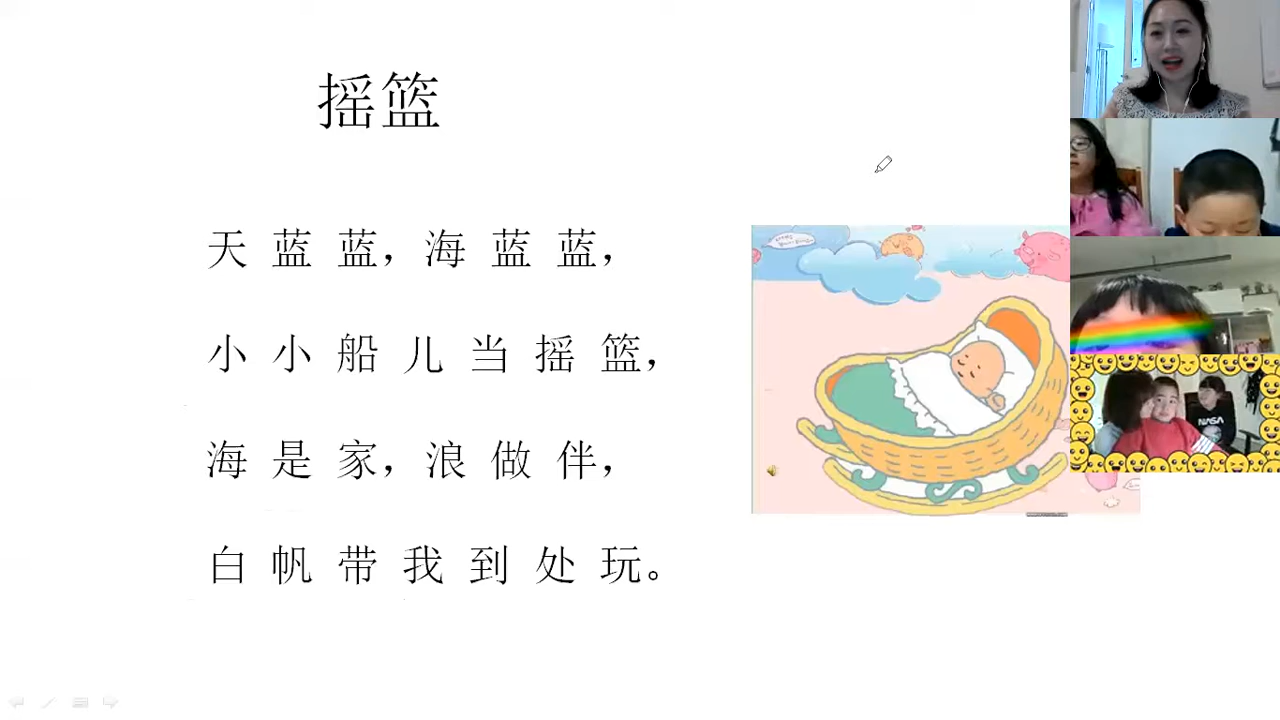 摇篮
天蓝蓝，海蓝蓝，
小小船儿当摇篮，
海是家，浪做伴，
白帆带我到处玩。
NASA